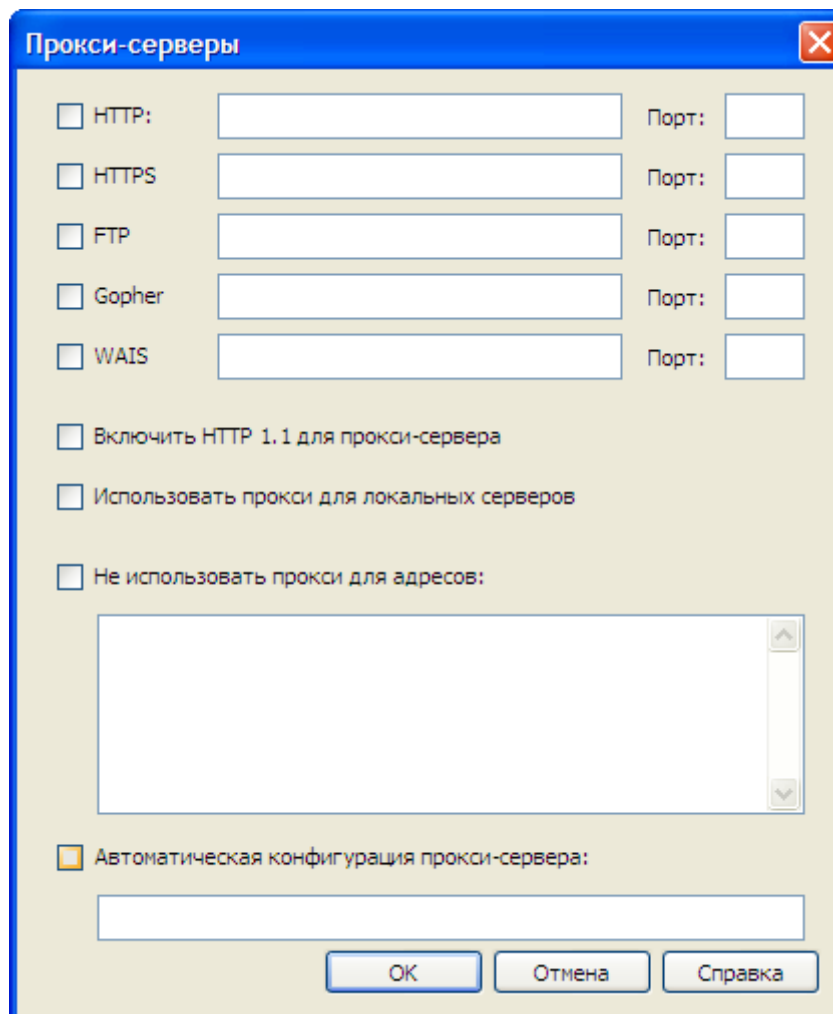 Прокси-серверы
HTTP: Порт:
HTTPS Порт:
FTP Порт:
Gopher Порт:
WAIS Порт:
Включить HTTP 1.1 для прокси-сервера
Использовать прокси для локальных серверов
Не использовать прокси для адресов:
Автоматическая конфигурация прокси-сервера:
OK Отмена Справка